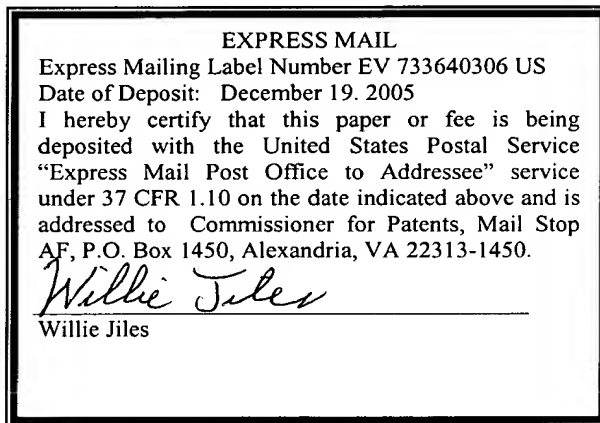 EXPRESS MAIL
Express Mailing Label Number EV 733640306 US
Date of Deposit: December 19. 2005
I hereby certify that this paper or fee is being
deposited with the United States Postal Service
"Express Mail Post Office to Addressee" service
under 37 CFR 1.10 on the date indicated above and is
addressed to Commissioner for Patents, Mail Stop
AF, P.O. Box 1450, Alexandria, VA 22313-1450.
Willie Jiles
Willie Jiles